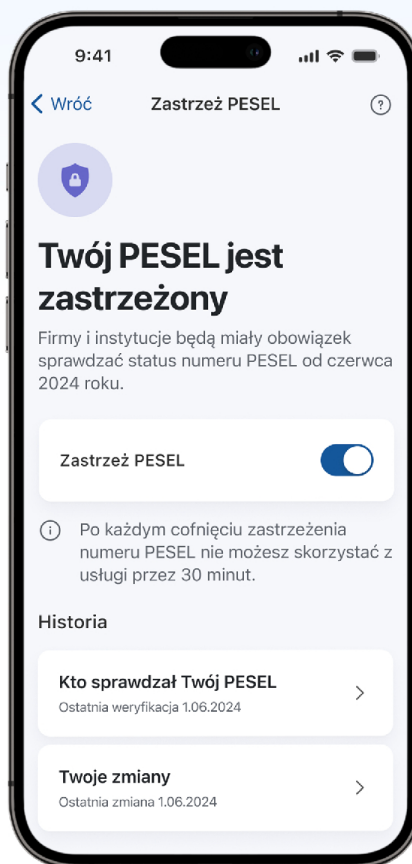 9:41
Wróć
Zastrzeż PESEL
?
Twój PESEL jest
zastrzeżony
Firmy i instytucje będą miały obowiązek
sprawdzać status numeru PESEL od czerwca
2024 roku.
Zastrzeż PESEL
Po każdym cofnięciu zastrzeżenia
numeru PESEL nie możesz skorzystać z
usługi przez 30 minut.
Historia
Kto sprawdzał Twój PESEL
Ostatnia weryfikacja 1.06.2024
Twoje zmiany
Ostatnia zmiana 1.06.2024